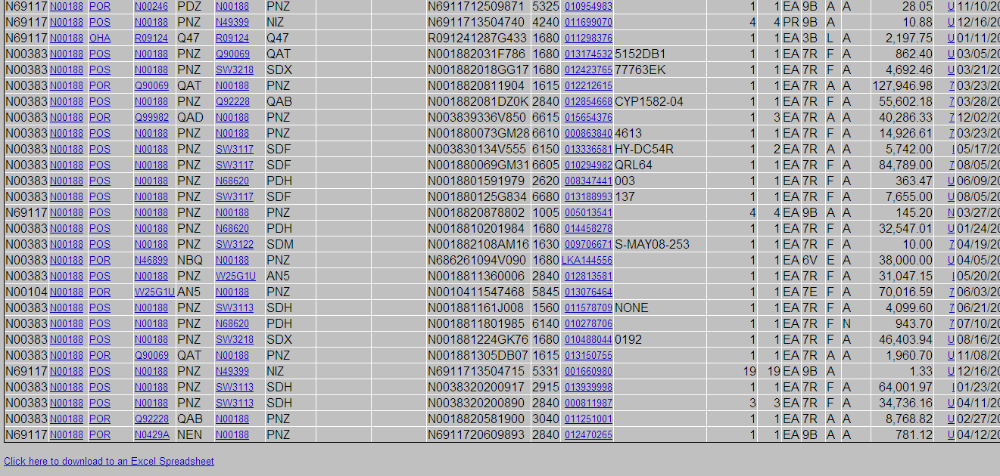 N69117 N00188 POR N00246 PDZ N00188 PNZ N6911712509871 5325 010954983 1 1 EA 9B A A 28.05 U 11/10/20
N69117 N00188 POS N00188 PNZ N49399 NIZ N6911713504740 4240 011699070 4 4 PR 9B A 10.88 U 12/16/20
N69117 N00188 OHA R09124 Q47 R09124 Q47 R091241287G433 1680 011298376 1 1 EA 3B L A 2,197.75 U 01/11/20
N00383 N00188 POS N00188 PNZ Q90069 QAT N001882031F786 1680 013174532 5152DB1 1 1 EA 7R F A 862.40 U 03/05/20
N00383 N00188 POS N00188 PNZ SW3218 SDX N001882018GG17 1680 012423765 77763EK 1 1 EA 7R F A 4,692.46 U 03/21/20
N00383 N00188 POR Q90069 QAT N00188 PNZ N0018820811904 1615 012212615 1 1 EA 7R A A 127,946.98 7 03/23/20
N00383 N00188 POS N00188 PNZ Q92228 QAB N001882081DZ0K 2840 012854668 CYP1582-04 1 1 EA 7R F A 55,602.18 7 03/28/20
N00383 N00188 POR Q99982 QAD N00188 PNZ N003839336V850 6615 015654376 1 3 EA 7R A A 40,286.33 7 12/02/20
N00383 N00188 POS N00188 PNZ N00188 PNZ N001880073GM28 6610 000863840 4613 1 1 EA 7R F A 14,926.61 7 03/23/20
N00383 N00188 POS N00188 PNZ SW3117 SDF N003830134V555 6150 013336581 HY-DC54R 1 2 EA 7R A A 5,742.00 I 05/17/20
N00383 N00188 POS N00188 PNZ SW3117 SDF N001880069GM31 6605 010294982 QRL64 1 1 EA 7R F A 84,789.00 7 08/05/20
N00383 N00188 POS N00188 PNZ N68620 PDH N0018801591979 2620 008347441 003 1 1 EA 7R F A 363.47 U 06/09/20
N00383 N00188 POS N00188 PNZ SW3117 SDF N001880125G834 6680 013188993 137 1 1 EA 7R F A 7,655.00 U 08/05/20
N69117 N00188 POS N00188 PNZ N00188 PNZ N0018820878802 1005 005013541 4 4 EA 9B A A 145.20 N 03/27/20
N00383 N00188 POS N00188 PNZ N68620 PDH N0018810201984 1680 014458278 1 1 EA 7R F A 32,547.01 U 01/24/20
N00383 N00188 POS N00188 PNZ SW3122 SDM N001882108AM16 1630 009706671 S-MAY08-253 1 1 EA 7R F A 10.00 7 04/19/20
N00383 N00188 POR N46899 NBQ N00188 PNZ N686261094V090 1680 LKA144556 1 1 EA 6V E A 38,000.00 U 04/05/20
N00383 N00188 POS N00188 PNZ W25G1U AN5 N0018811360006 2840 012813581 1 1 EA 7R F A 31,047.15 I 05/20/20
N00104 N00188 POR W25G1U AN5 N00188 PNZ N0010411547468 5845 013076464 1 1 EA 7E F A 70,016.59 7 06/03/20
N00383 N00188 POS N00188 PNZ SW3113 SDH N001881161J008 1560 011578709 NONE 1 1 EA 7R F A 4,099.60 7 06/21/20
N00383 N00188 POS N00188 PNZ N68620 PDH N0018811801985 6140 010278706 1 1 EA 7R F N 943.70 7 07/10/20
N00383 N00188 POS N00188 PNZ SW3218 SDX N001881224GK76 1680 010488044 0192 1 1 EA 7R F A 46,403.94 U 08/16/20
N00383 N00188 POR Q90069 QAT N00188 PNZ N001881305DB07 1615 013150755 1 1 EA 7R A A 1,960.70 U 11/08/20
N69117 N00188 POS N00188 PNZ N49399 NIZ N6911713504715 5331 001660980 19 19 EA 9B A 1.33 U 12/16/20
N00383 N00188 POS N00188 PNZ SW3113 SDH N0038320200917 2915 013939998 1 1 EA 7R F A 64,001.97 I 01/23/20
N00383 N00188 POS N00188 PNZ SW3113 SDH N0038320200890 2840 000811987 3 3 EA 7R F A 34,736.16 U 04/11/20
N00383 N00188 POR Q92228 QAB N00188 PNZ N0018820581900 3040 011251001 1 1 EA 7R A A 8,768.82 U 02/27/20
N69117 N00188 POR N0429A NEN N00188 PNZ N6911720609893 2840 012470265 1 1 EA 9B A A 781.12 U 04/12/20
Click here to download to an Excel Spreadsheet